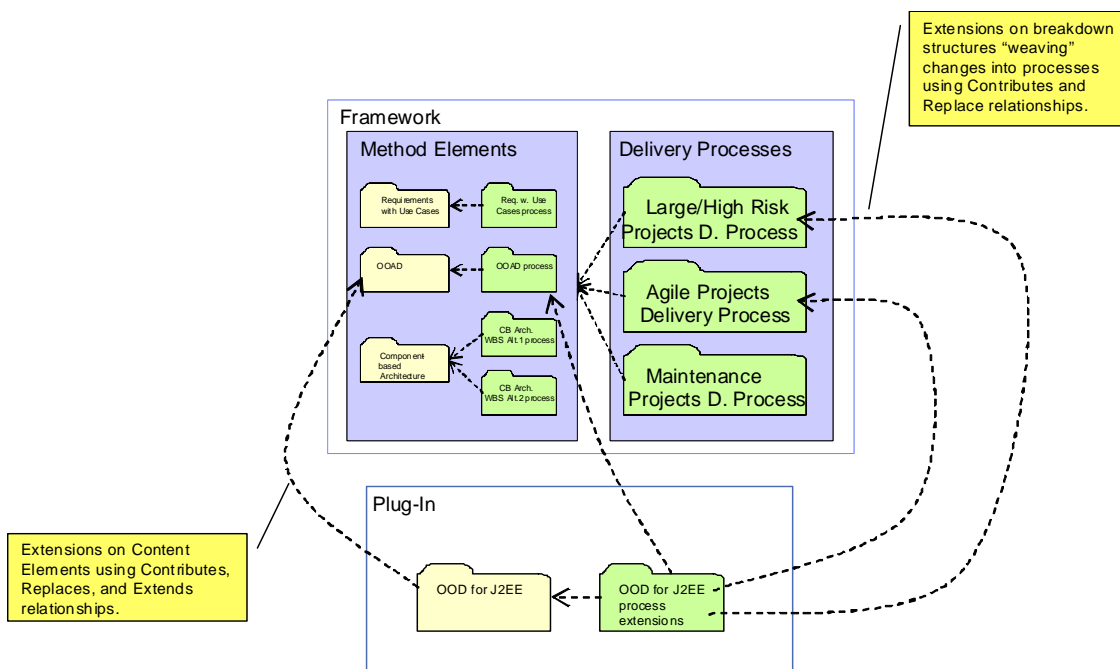 Extensions on breakdown
structures “weaving”
changes into processes
using Contributes and
Replace relationships.
Framework
Method Elements
Delivery Processes
Requirements
with Use Cases
Req. w. Use
Cases process
Large/High Risk
Projects D. Process
OOAD
OOAD process
Agile Projects
Delivery Process
Component-
based
Architecture
CB Arch.
WBS Alt.1 process
CB Arch.
WBS Alt.2 process
Maintenance
Projects D. Process
Plug-In
Extensions on Content
Elements using Contributes,
Replaces, and Extends
relationships.
OOD for J2EE
OOD for J2EE
process
extensions